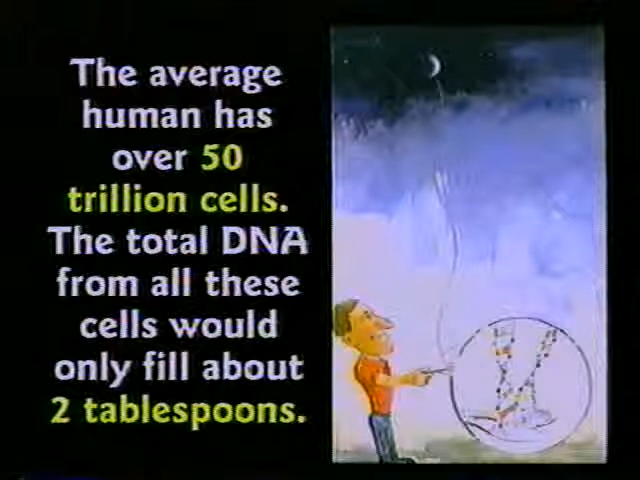 The average
human has
over 50
trillion cells.
The total DNA
from all these
cells would
only fill about
2 tablespoons.